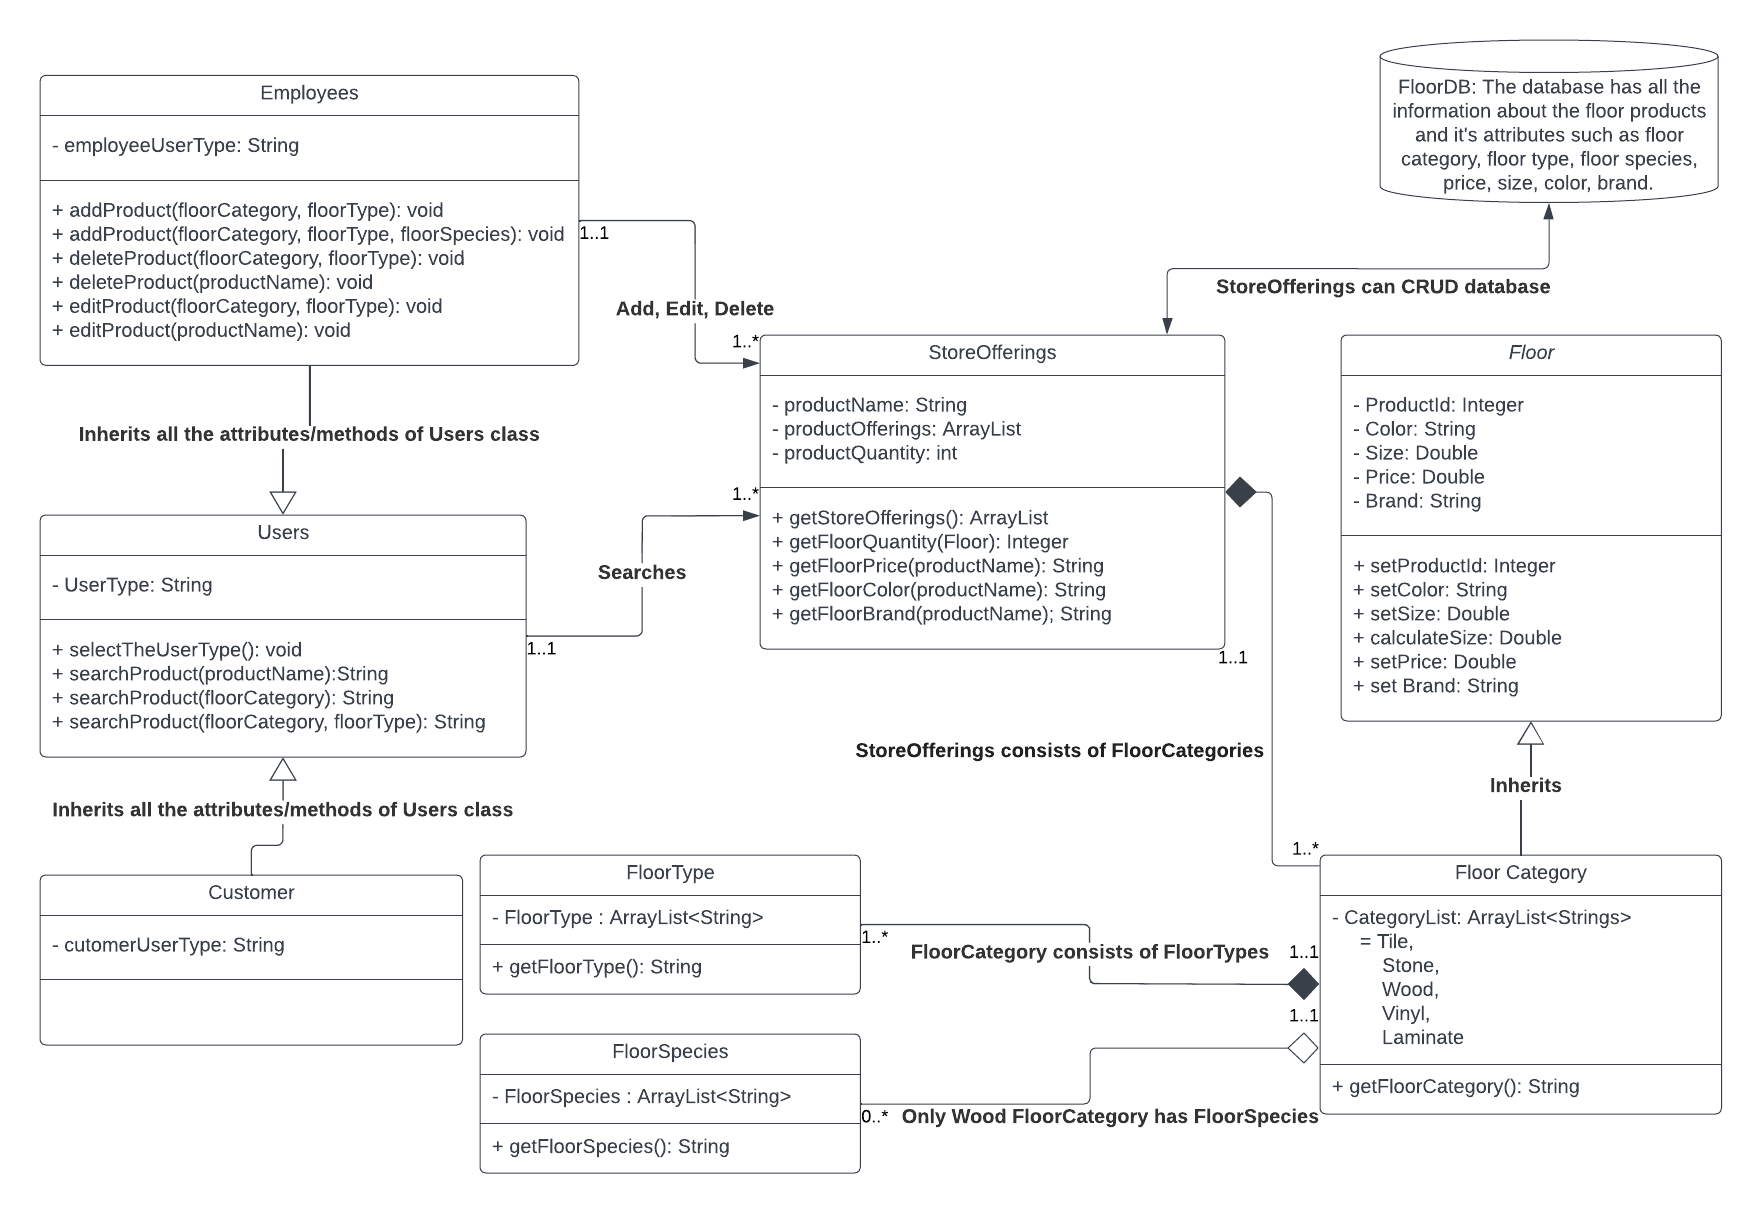 FloorDB: The database has all the
information about the floor products
and it's attributes such as floor
category, floor type, floor species,
price, size, color, brand.
Employees
- employeeUserType: String
+ addProduct(floorCategory, floorType): void
+ addProduct(floorCategory, floorType, floorSpecies): void
+ deleteProduct(floorCategory, floorType): void
+ deleteProduct(productName): void
+ editProduct(floorCategory, floorType): void
+ editProduct(productName): void
1..1
Add, Edit, Delete
1..*
StoreOfferings can CRUD database
StoreOfferings
- productName: String
- productOfferings: ArrayList
- productQuantity: int
+ getStoreOfferings(): ArrayList
+ getFloorQuantity(Floor): Integer
+ getFloorPrice(productName): String
+ getFloorColor(productName): String
+ getFloorBrand(productName); String
Floor
- ProductId: Integer
- Color: String
- Size: Double
- Price: Double
- Brand: String
+ setProductId: Integer
+ setColor: String
+ setSize: Double
+ calculateSize: Double
+ setPrice: Double
+ set Brand: String
Inherits all the attributes/methods of Users class
1..*
Searches
1..1
Users
- UserType: String
+ selectTheUserType(): void
+ searchProduct(productName):String
+ searchProduct(floorCategory): String
+ searchProduct(floorCategory, floorType): String
1..1
StoreOfferings consists of FloorCategories
1..*
Inherits
Inherits all the attributes/methods of Users class
Customer
- cutomerUserType: String
FloorType
- FloorType : ArrayList<String>
+ getFloorType(): String
1..*
FloorCategory consists of FloorTypes
1..1
Floor Category
- CategoryList: ArrayList<Strings>
= Tile,
Stone,
Wood,
Vinyl,
Laminate
+ getFloorCategory(): String
1..1
FloorSpecies
- FloorSpecies : ArrayList<String>
+ getFloorSpecies(): String
0..*
Only Wood FloorCategory has FloorSpecies